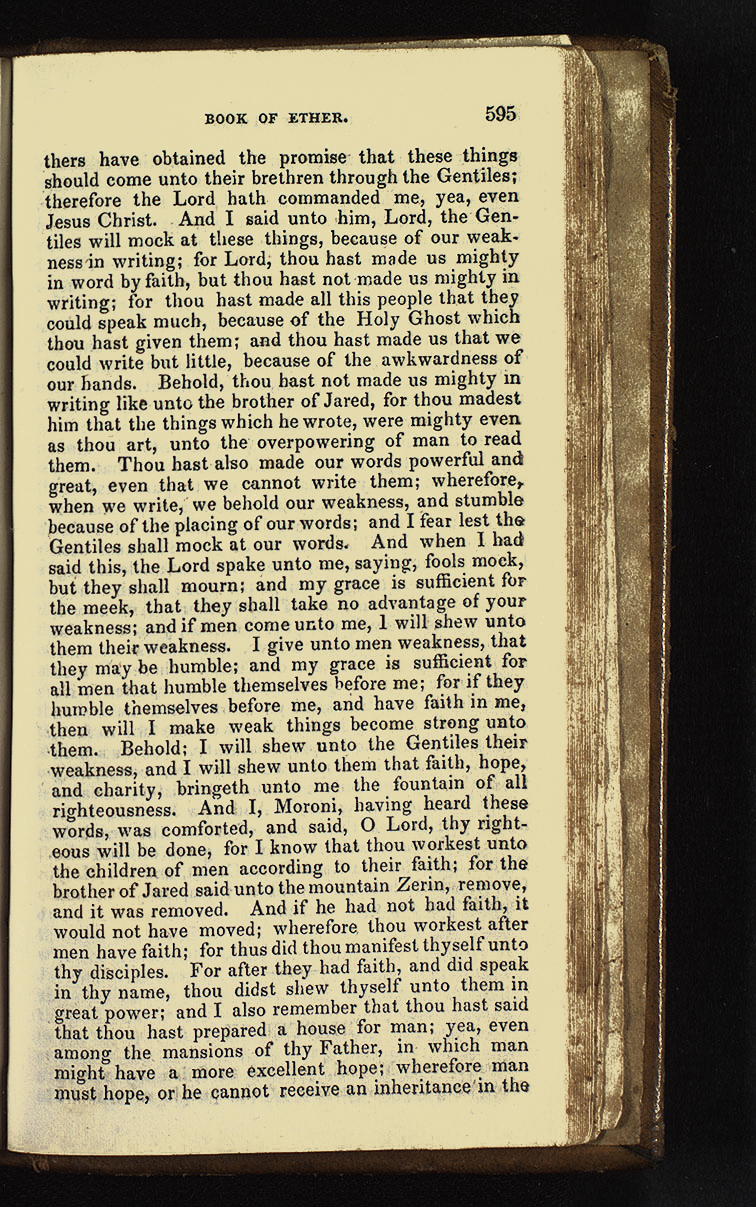 BOOK OF ETHER. 595
thers have obtained the promise that these things
should come unto their brethren through the Gentiles;
therefore the Lord hath commanded me, yea, even
Jesus Christ. And I said unto him, Lord, the Gen-
tiles will mock at these things, because of our weak-
ness in writing; for Lord, thou hast made us mighty
in word by faith, but thou hast not made us mighty in
writing; for thou hast made all this people that they
could speak much, because of the Holy Ghost which
thou hast given them; and thou hast made us that we
could write but little, because of the awkwardness of
our hands. Behold, thou hast not made us mighty in
writing like unto the brother of Jared, for thou madest
him that the things which he wrote, were mighty even
as thou art, unto the overpowering of man to read
them. Thou hast also made our words powerful and
great, even that we cannot write them; wherefore,
when we write, we behold our weakness, and stumble
because of the placing of our words; and I fear lest the
Gentiles shall mock at our words. And when I had
said this, the Lord spake unto me, saying, fools mock,
but they shall mourn; and my grace is sufficient for
the meek, that they shall take no advantage of your
weakness; and if men come unto me, I will shew unto
them their weakness. I give unto men weakness, that
they may be humble; and my grace is sufficient for
all men that humble themselves before me; for if they
humble themselves before me, and have faith in me,
then will I make weak things become strong unto
them. Behold; I will shew unto the Gentiles their
weakness, and I will shew unto them that faith, hope,
and charity, bringeth unto me the fountain of all
righteousness. And I, Moroni, having heard these
words, was comforted, and said, O Lord, thy right-
eous will be done, for I know that thou workest unto
the children of men according to their faith; for the
brother of Jared said unto the mountain Zerin, remove,
and it was removed. And if he had not had faith, it
would not have moved; wherefore thou workest after
men have faith; for thus did thou manifest thyself unto
thy disciples. For after they had faith, and did speak
in thy name, thou didst shew thyself unto them in
great power; and I also remember that thou hast said
that thou hast prepared a house for man; yea, even
among the mansions of thy Father, in which man
might have a more excellent hope; wherefore man
must hope, or he cannot receive an inheritance in the